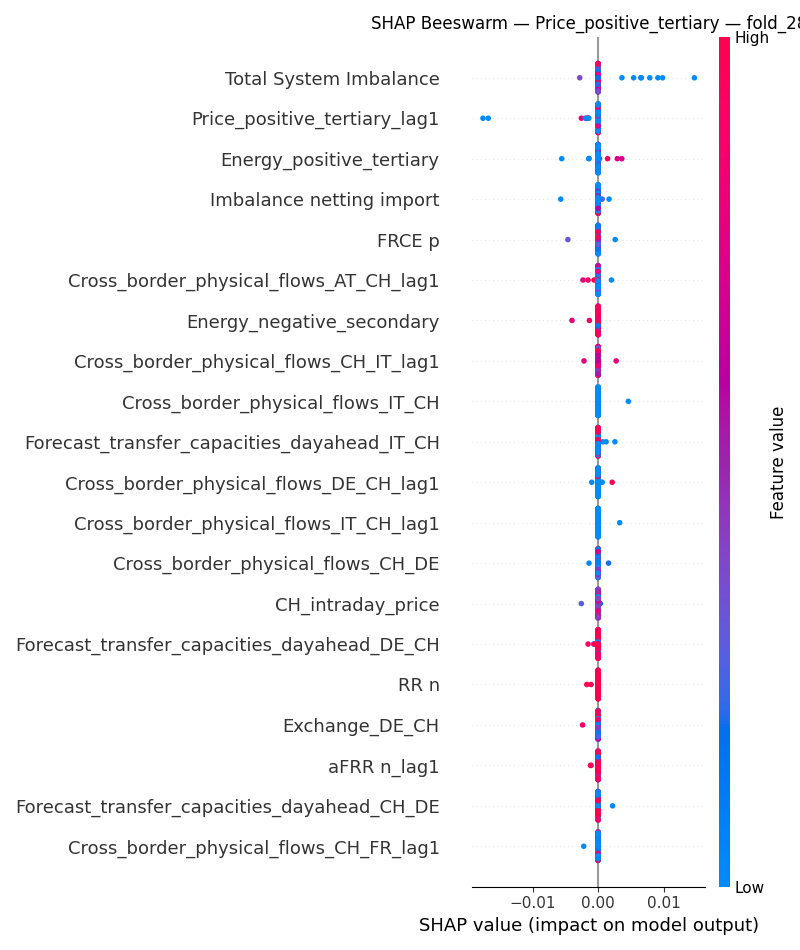 SHAP Beeswarm — Price_positive_tertiary — fold_28
High
Total System Imbalance
Price_positive_tertiary_lag1
Energy_positive_tertiary
Imbalance netting import
FRCE p
Cross_border_physical_flows_AT_CH_lag1
Energy_negative_secondary
Cross_border_physical_flows_CH_IT_lag1
Cross_border_physical_flows_IT_CH
Forecast_transfer_capacities_dayahead_IT_CH
Cross_border_physical_flows_DE_CH_lag1
Cross_border_physical_flows_IT_CH_lag1
Cross_border_physical_flows_CH_DE
CH_intraday_price
Forecast_transfer_capacities_dayahead_DE_CH
RR n
Exchange_DE_CH
aFRR n_lag1
Forecast_transfer_capacities_dayahead_CH_DE
Cross_border_physical_flows_CH_FR_lag1
Feature value
Low
−0.01 0.00 0.01
SHAP value (impact on model output)